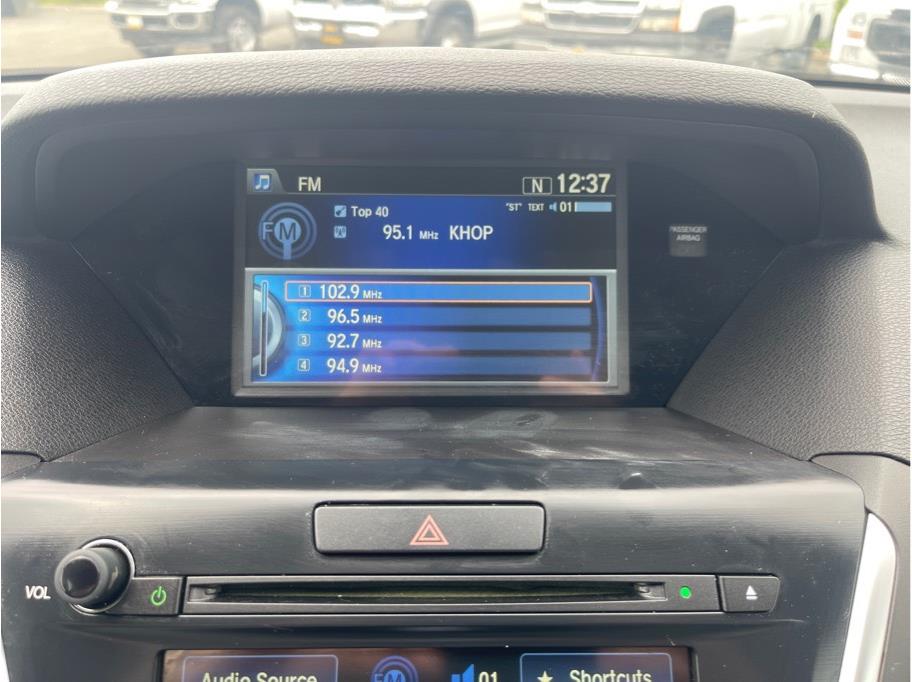 FM N 12:37
Top 40 "ST" TEXT 01
FM 95.1 MHz KHOP
PASSENGER
AIRBAG
1 102.9 MHz
2 96.5 MHz
3 92.7 MHz
4 94.9 MHz
VOL
Audio Source FM 01 ★ Shortcuts